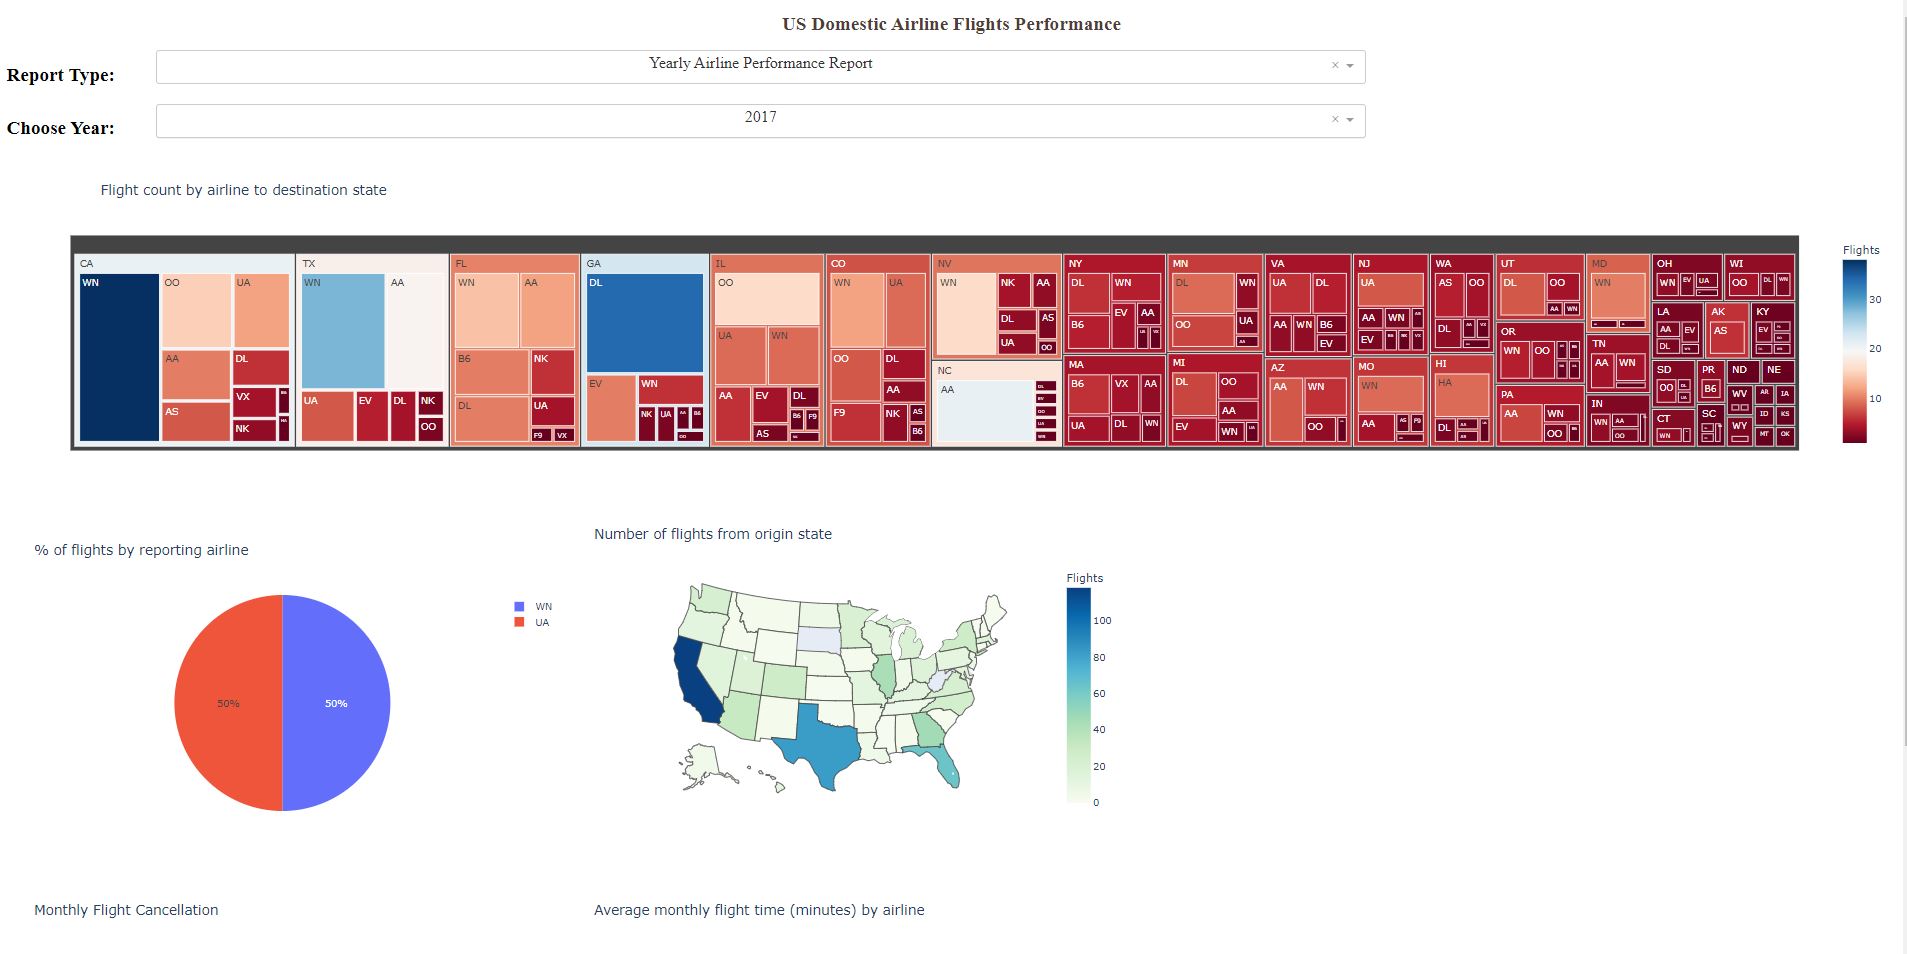 US Domestic Airline Flights Performance
Report Type:
Yearly Airline Performance Report
×
Choose Year:
2017
×
Flight count by airline to destination state
CA
WN
OO
UA
AA
DL
AS
VX
NK
TX
WN
AA
UA
EV
DL
NK
OO
FL
WN
AA
B6
NK
DL
UA
F9
VX
GA
DL
EV
WN
NK
UA
AA
B6
OO
IL
OO
UA
WN
AA
EV
DL
B6
F9
AS
CO
WN
UA
OO
DL
AA
F9
NK
AS
B6
NV
WN
NK
AA
DL
AS
UA
OO
NC
AA
DL
EV
OO
UA
WN
NY
DL
WN
B6
EV
AA
UA
VX
MA
B6
VX
AA
UA
DL
WN
MN
DL
WN
OO
UA
AA
MI
DL
OO
AA
EV
WN
UA
VA
UA
DL
AA
WN
B6
EV
AZ
AA
WN
OO
NJ
UA
AA
WN
EV
MO
WN
AA
AS
F9
WA
AS
OO
DL
AA
VX
HI
HA
DL
AA
AS
UA
UT
DL
OO
AA
WN
OR
WN
OO
PA
AA
WN
OO
MD
WN
TN
AA
WN
IN
WN
AA
OO
OH
WN
EV
UA
WI
OO
DL
WN
LA
AA
EV
DL
AK
AS
KY
EV
SD
OO
DL
UA
PR
B6
ND
NE
WV
AR
IA
CT
WN
SC
WY
ID
KS
MT
OK
Flights
30
20
10
% of flights by reporting airline
WN
UA
50%
50%
Number of flights from origin state
Flights
100
80
60
40
20
0
Monthly Flight Cancellation
Average monthly flight time (minutes) by airline